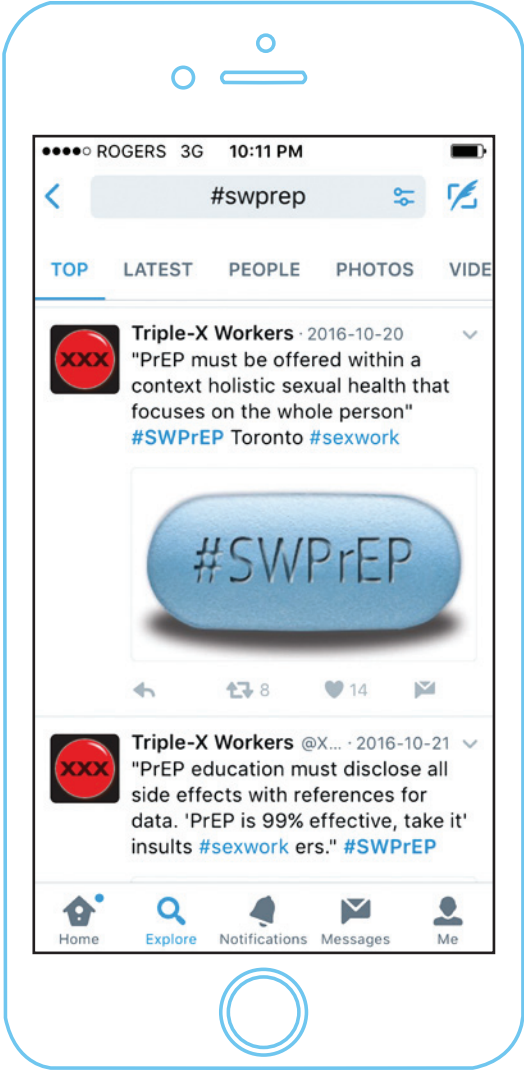 ROGERS 3G 10:11 PM
#swprep
TOP LATEST PEOPLE PHOTOS VIDE
Triple-X Workers · 2016-10-20
XXX
"PrEP must be offered within a
context holistic sexual health that
focuses on the whole person"
#SWPrEP Toronto #sexwork
#SWPrEP
8 14
Triple-X Workers @X... · 2016-10-21
XXX
"PrEP education must disclose all
side effects with references for
data. 'PrEP is 99% effective, take it'
insults #sexwork ers." #SWPrEP
Home Explore Notifications Messages Me